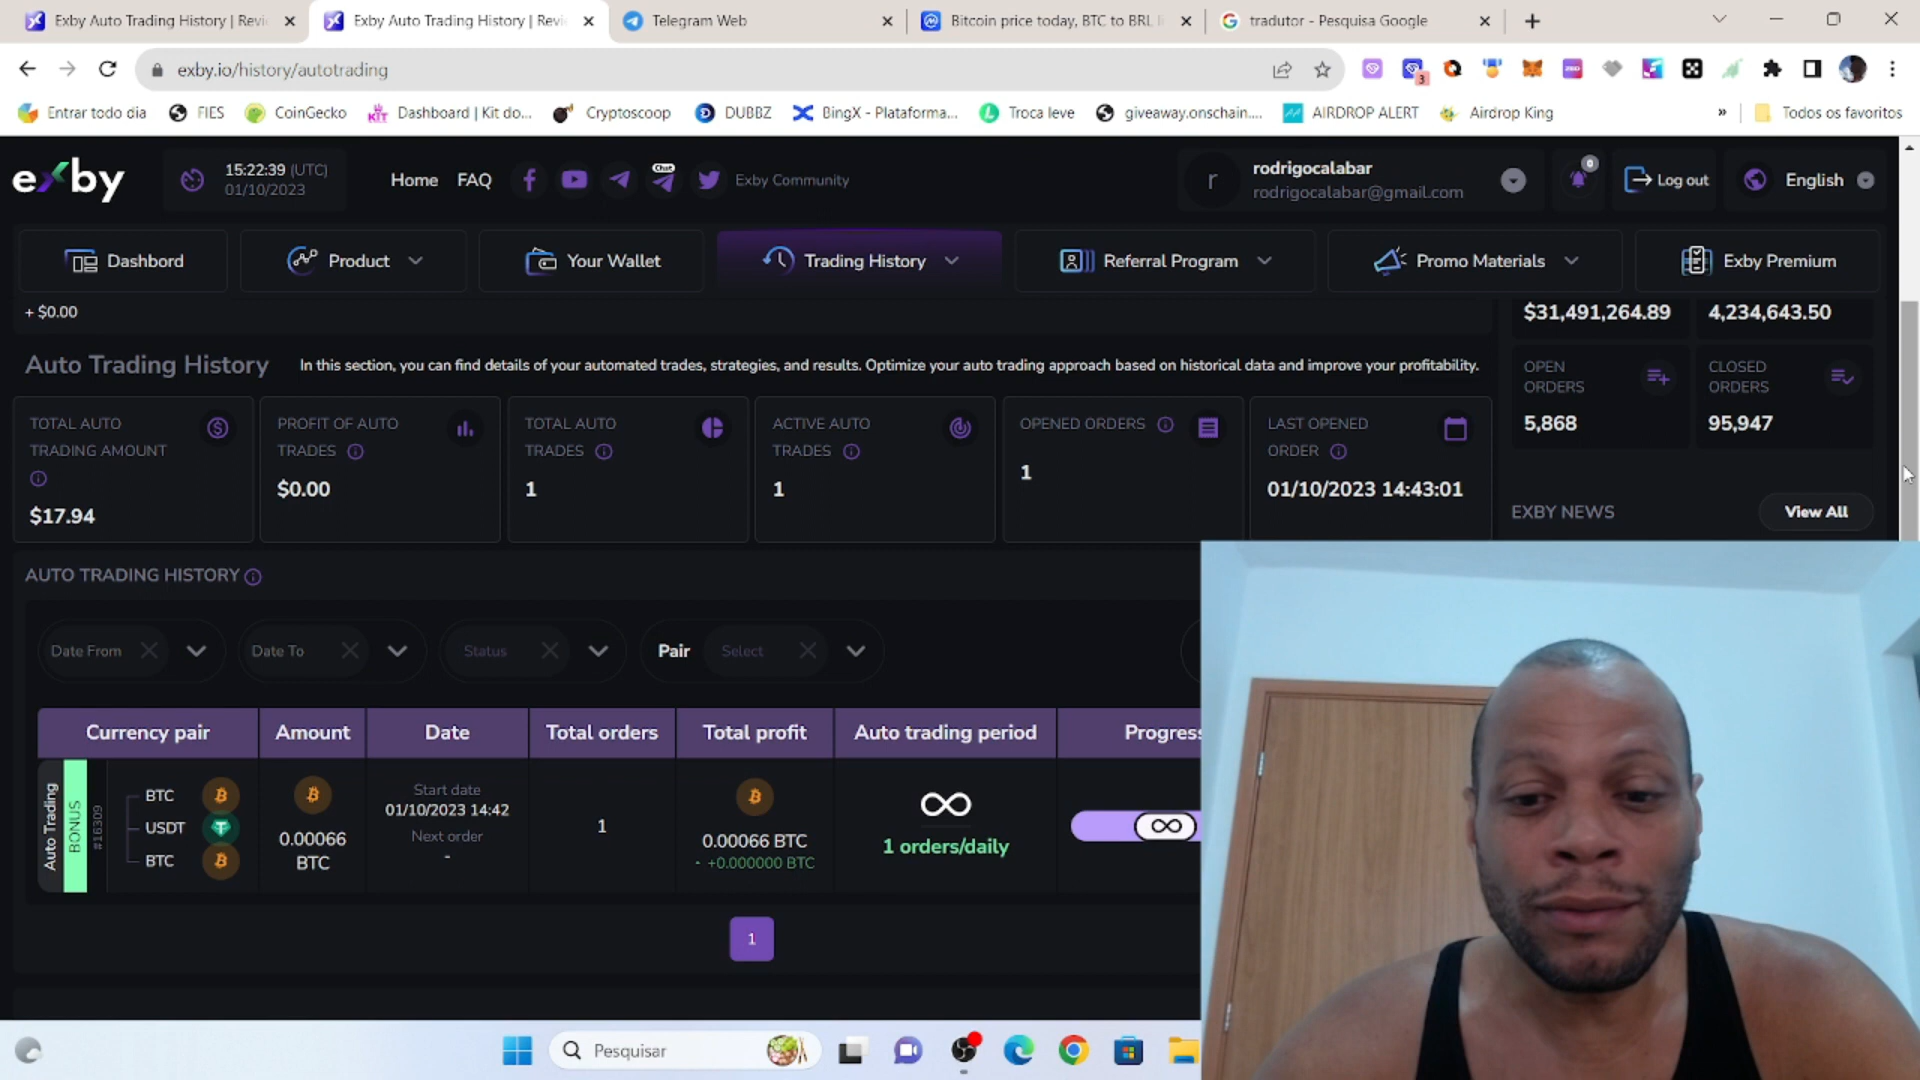 Exby Auto Trading History | Revi
Exby Auto Trading History | Revi
Telegram Web
Bitcoin price today, BTC to BRL li
tradutor - Pesquisa Google
exby.io/history/autotrading
3
Entrar todo dia
FIES
CoinGecko
Dashboard | Kit do...
Cryptoscoop
DUBBZ
BingX - Plataforma...
Troca leve
giveaway.onschain....
AIRDROP ALERT
Airdrop King
»
Todos os favoritos
exby
15:22:39 (UTC)
01/10/2023
Home
FAQ
Chat
Exby Community
r
rodrigocalabar
rodrigocalabar@gmail.com
0
Log out
English
Dashbord
Product
Your Wallet
Trading History
Referral Program
Promo Materials
Exby Premium
+ $0.00
$31,491,264.89
4,234,643.50
Auto Trading History
In this section, you can find details of your automated trades, strategies, and results. Optimize your auto trading approach based on historical data and improve your profitability.
OPEN
ORDERS
5,868
CLOSED
ORDERS
95,947
TOTAL AUTO
TRADING AMOUNT
$17.94
PROFIT OF AUTO
TRADES
$0.00
TOTAL AUTO
TRADES
1
ACTIVE AUTO
TRADES
1
OPENED ORDERS
1
LAST OPENED
ORDER
01/10/2023 14:43:01
EXBY NEWS
View All
AUTO TRADING HISTORY
Date From
Date To
Status
Pair
Select
Currency pair
Amount
Date
Total orders
Total profit
Auto trading period
Progress
Auto Trading
BONUS
#16309
BTC
USDT
BTC
0.00066
BTC
Start date
01/10/2023 14:42
Next order
-
1
0.00066 BTC
- +0.000000 BTC
1 orders/daily
1
Pesquisar